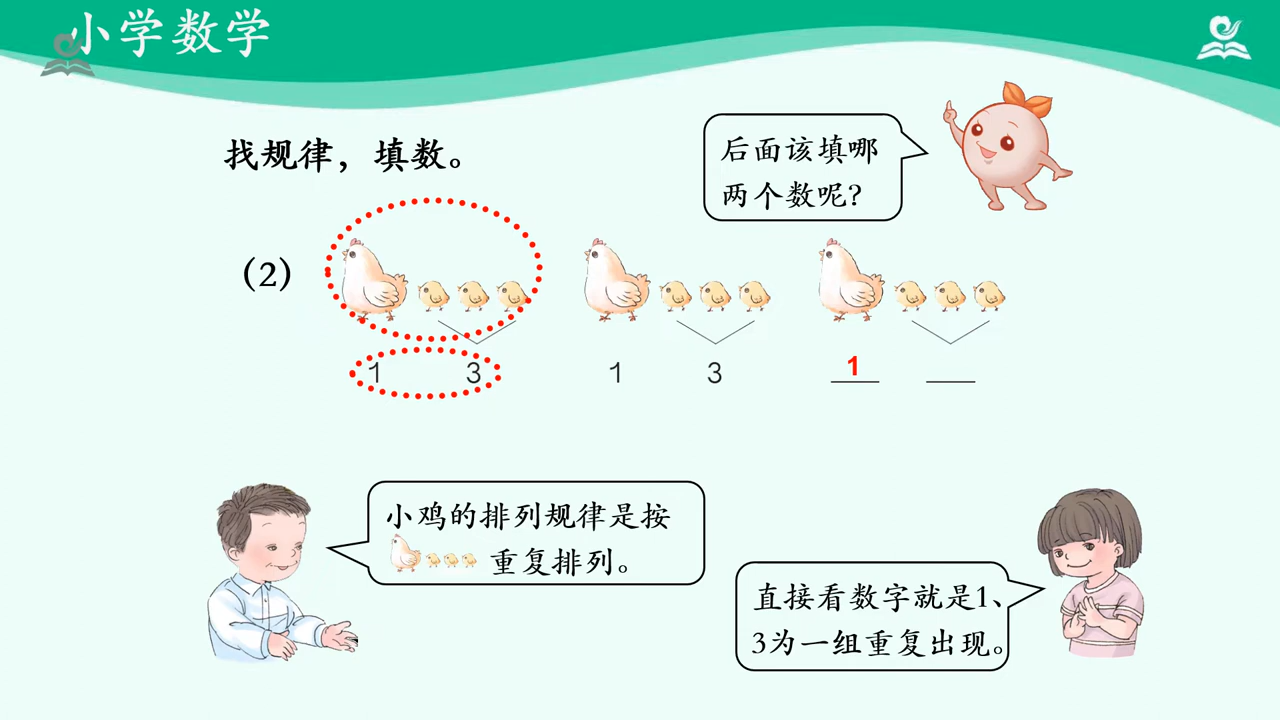 小学数学
找规律，填数。
后面该填哪
两个数呢？
（2）
1 3 1 3 1
小鸡的排列规律是按
重复排列。
直接看数字就是1、
3为一组重复出现。